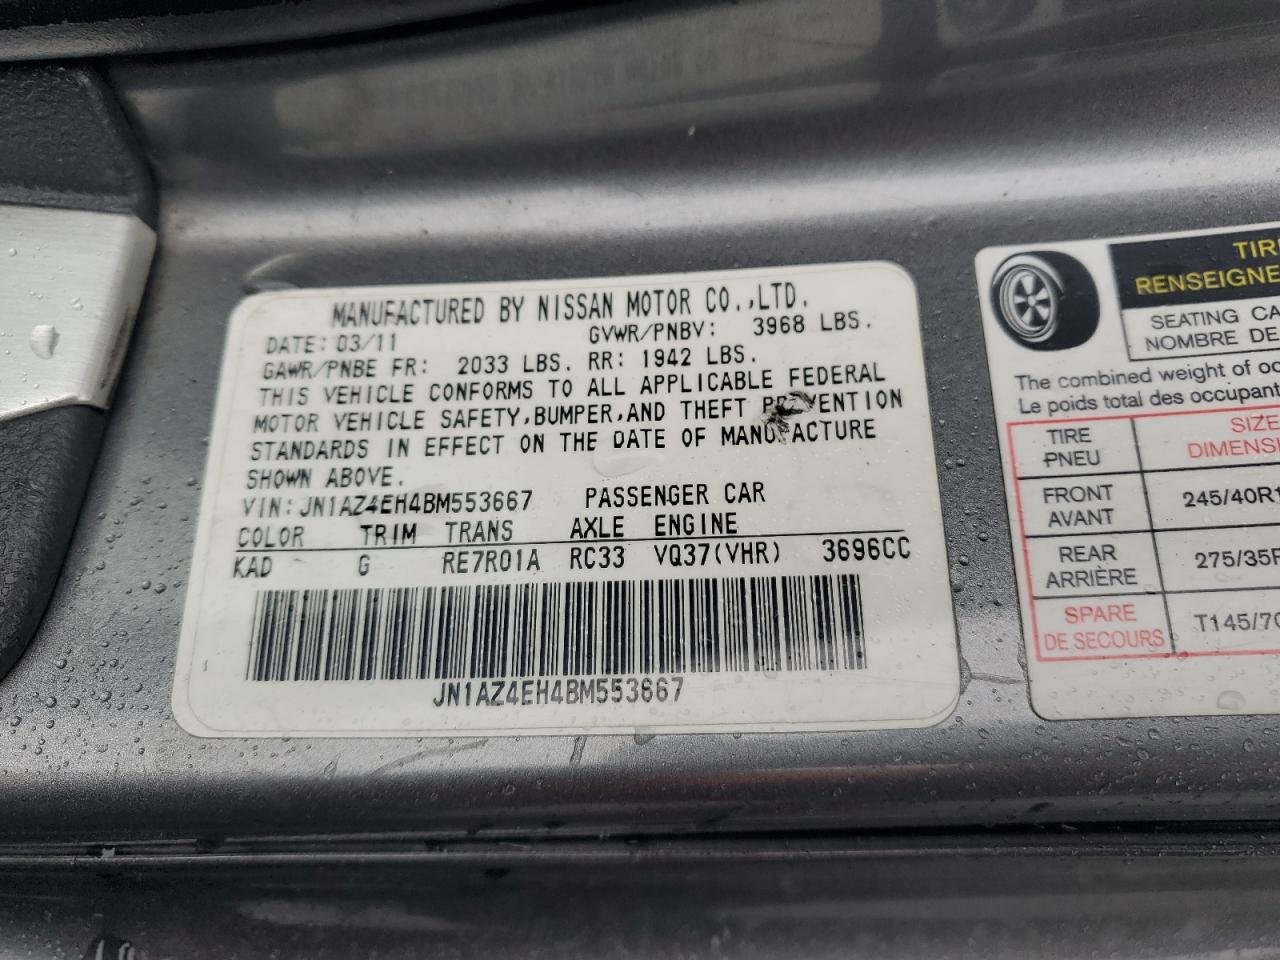 MANUFACTURED BY NISSAN MOTOR CO.,LTD.
DATE: 03/11 GVWR/PNBV: 3968 LBS.
GAWR/PNBE FR: 2033 LBS. RR: 1942 LBS.
THIS VEHICLE CONFORMS TO ALL APPLICABLE FEDERAL
MOTOR VEHICLE SAFETY,BUMPER,AND THEFT PREVENTION
STANDARDS IN EFFECT ON THE DATE OF MANUFACTURE
SHOWN ABOVE.
VIN:JN1AZ4EH4BM553667 PASSENGER CAR
COLOR TRIM TRANS AXLE ENGINE
KAD G RE7R01A RC33 VQ37(VHR) 3696CC
JN1AZ4EH4BM553667
TIR
RENSEIGNE
SEATING CA
NOMBRE DE
The combined weight of oc
Le poids total des occupant
TIRE SIZE
PNEU DIMENSI
FRONT
AVANT 245/40R1
REAR
ARRIÈRE 275/35R
SPARE
DE SECOURS T145/70